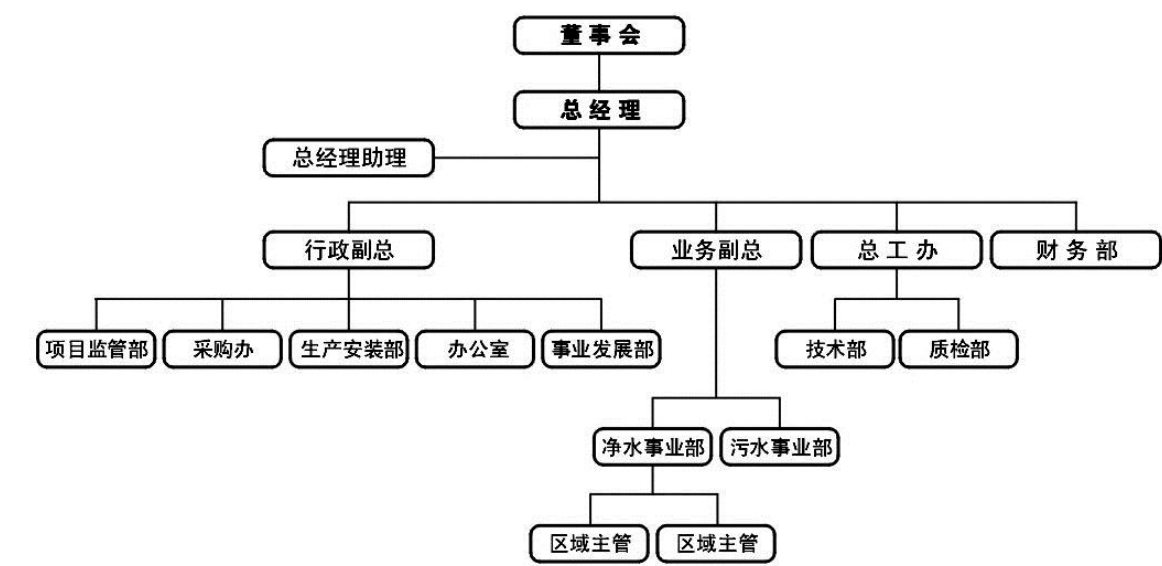 董事会
总经理
总经理助理
行政副总
业务副总
总工办
财务部
项目监管部
采购办
生产安装部
办公室
事业发展部
技术部
质检部
净水事业部
污水事业部
区域主管
区域主管